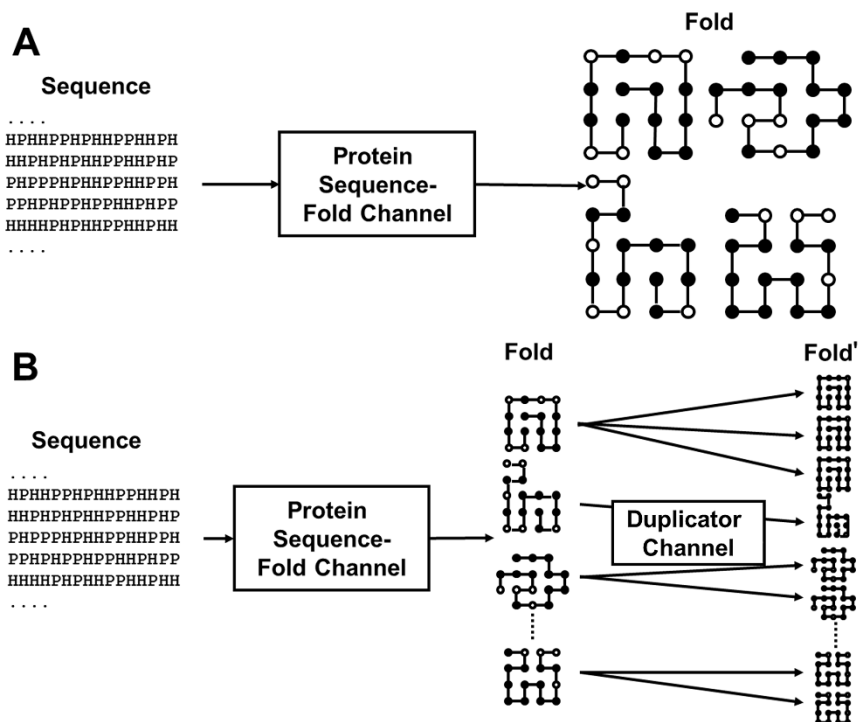 A
Fold
Sequence
. . . .
HPHHPPHPHHPPHHPH
HHPHPHPHHPPHHPHP
PHPPPHPHHPPHHPPH
PPHPHPPHPPHHPHPP
HHHHPHPHHPPHHPHH
. . . .
Protein
Sequence-
Fold Channel
B
Fold
Fold'
Sequence
. . . .
HPHHPPHPHHPPHHPH
HHPHPHPHHPPHHPHP
PHPPPHPHHPPHHPPH
PPHPHPPHPPHHPHPP
HHHHPHPHHPPHHPHH
. . . .
Protein
Sequence-
Fold Channel
Duplicator
Channel